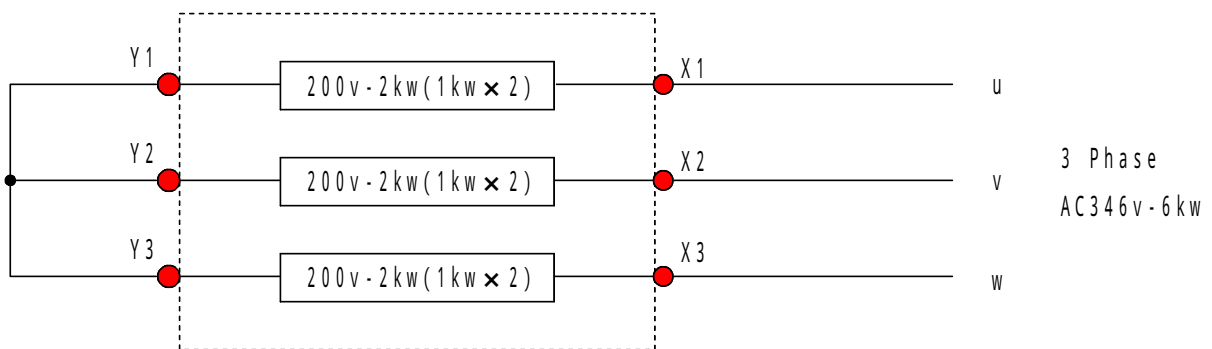 Y1
200v-2kw(1kw×2)
X1
u
Y2
200v-2kw(1kw×2)
X2
v
3 Phase
AC346v-6kw
Y3
200v-2kw(1kw×2)
X3
w